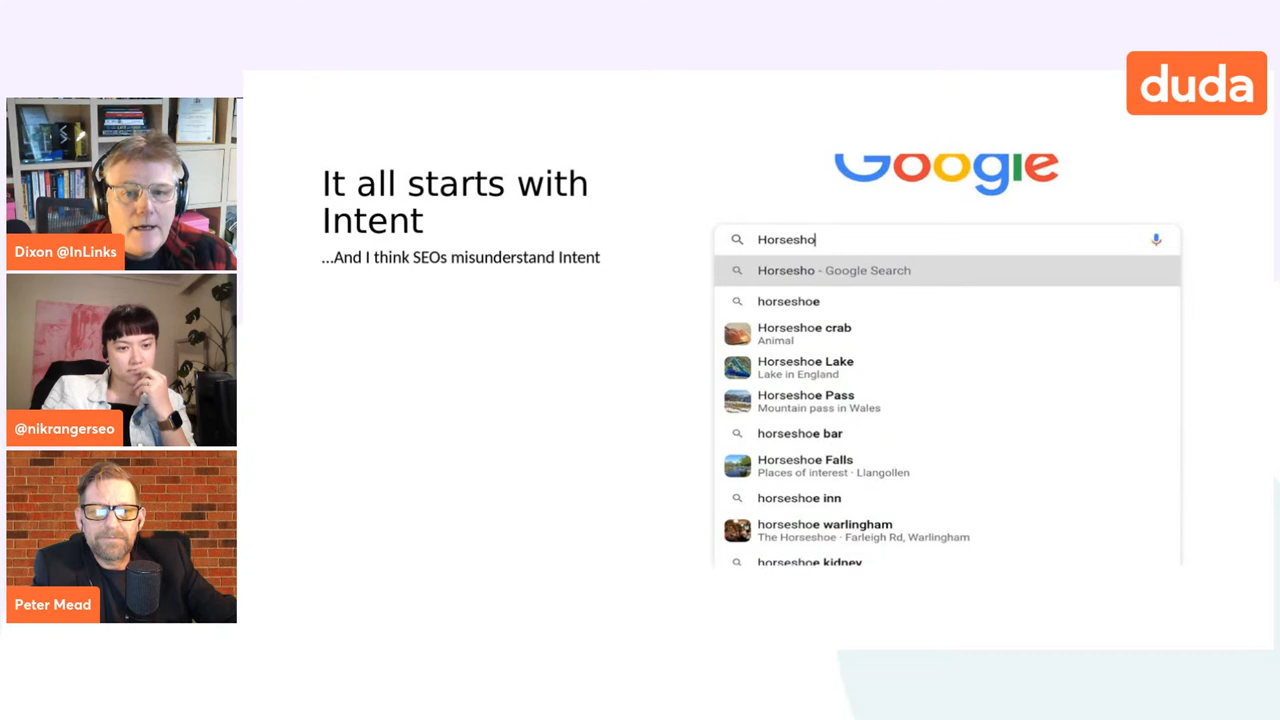 duda
Dixon @InLinks
@nikrangerseo
Peter Mead
It all starts with
Intent
...And I think SEOs misunderstand Intent
Google
Horsesho
Horsesho - Google Search
horseshoe
Horseshoe crab
Animal
Horseshoe Lake
Lake in England
Horseshoe Pass
Mountain pass in Wales
horseshoe bar
Horseshoe Falls
Places of interest · Llangollen
horseshoe inn
horseshoe warlingham
The Horseshoe · Farleigh Rd, Warlingham
horseshoe kidney